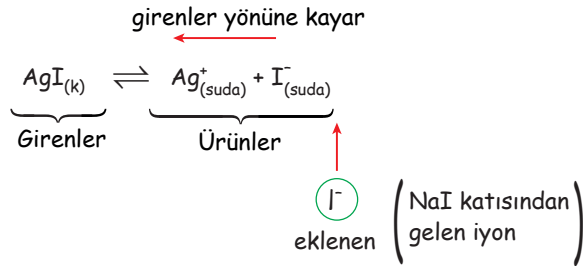 girenler yönüne kayar
AgI(k) ⇌ Ag⁺(suda) + I⁻(suda)
Girenler Ürünler
I⁻
eklenen
(NaI katısından
gelen iyon)